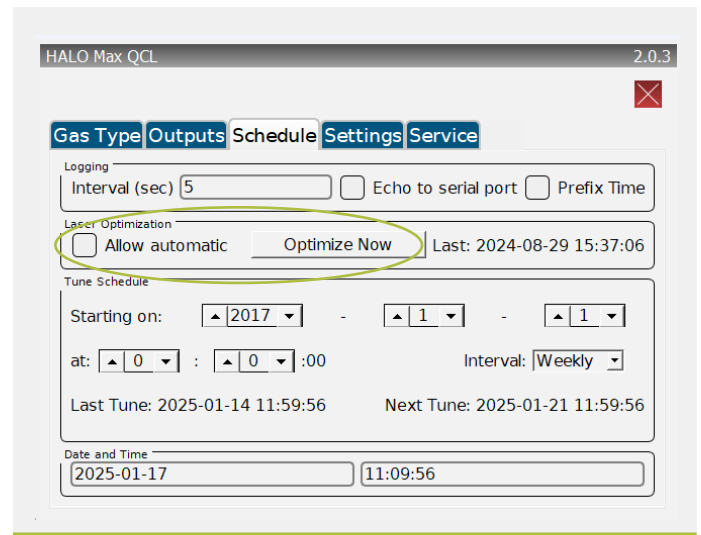 HALO Max QCL 2.0.3
Gas Type Outputs Schedule Settings Service
Logging
Interval (sec) 5 Echo to serial port Prefix Time
Laser Optimization
Allow automatic Optimize Now Last: 2024-08-29 15:37:06
Tune Schedule
Starting on: 2017 - 1 - 1
at: 0 : 0 :00 Interval: Weekly
Last Tune: 2025-01-14 11:59:56 Next Tune: 2025-01-21 11:59:56
Date and Time
2025-01-17 11:09:56